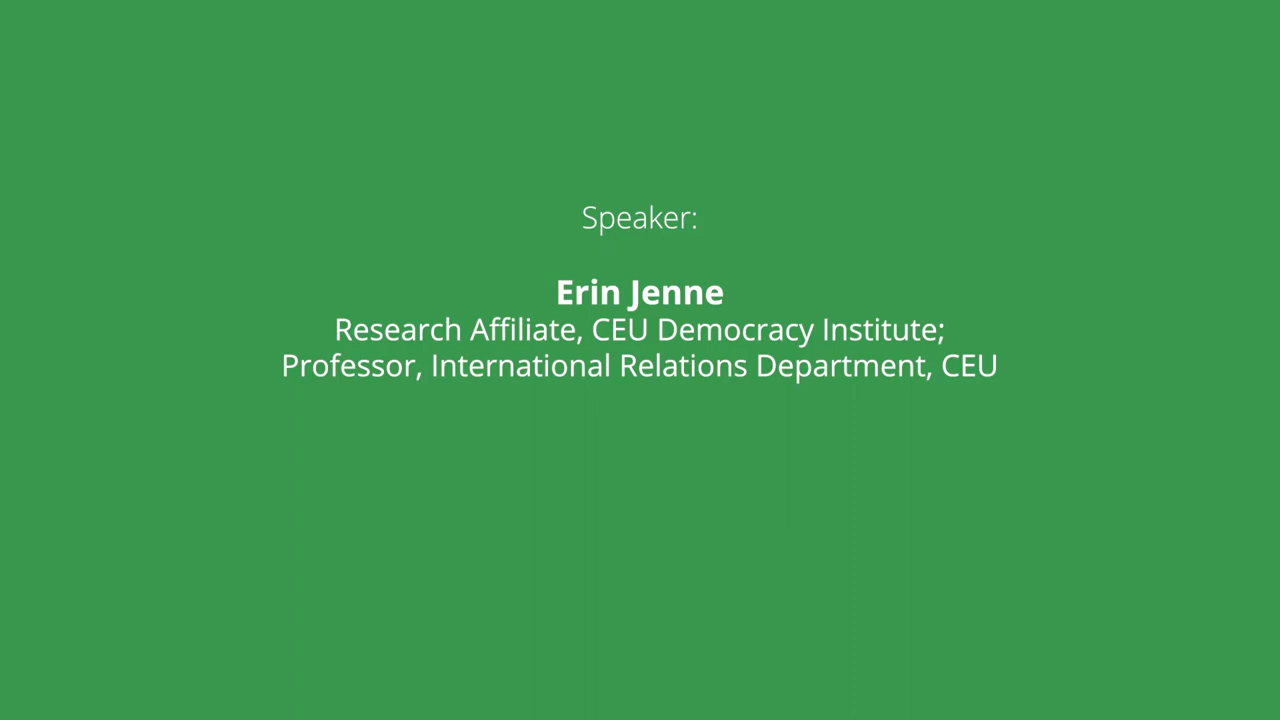 Speaker:
Erin Jenne
Research Affiliate, CEU Democracy Institute;
Professor, International Relations Department, CEU